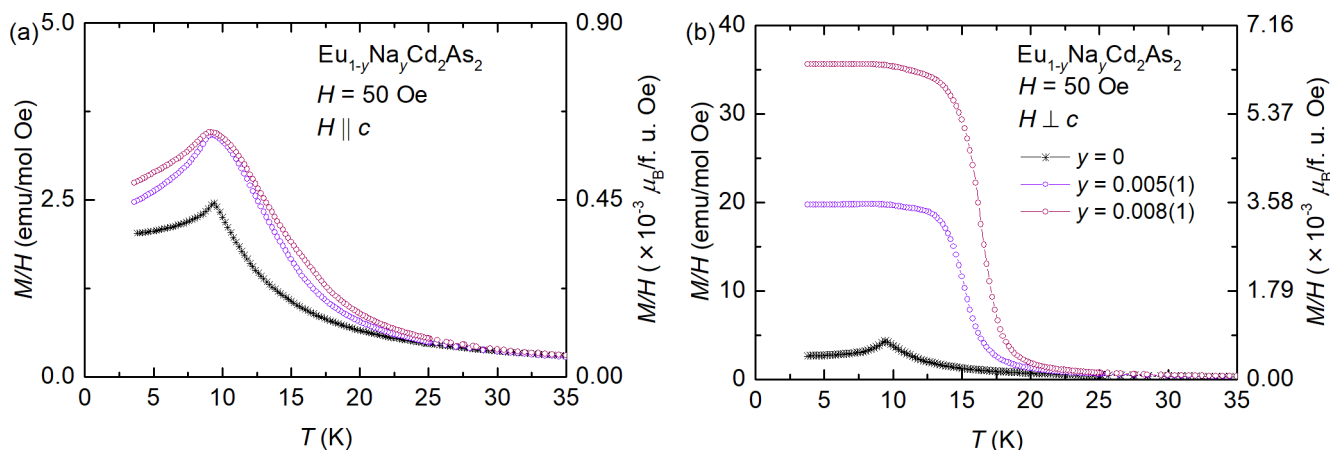 (a)
5.0
2.5
0.0
M/H (emu/mol Oe)
Eu₁₋yNayCd₂As₂
H = 50 Oe
H || c
0.90
0.45
0.00
M/H (×10⁻³ μB/f. u. Oe)
0 5 10 15 20 25 30 35
T (K)
(b)
40
30
20
10
0
M/H (emu/mol Oe)
Eu₁₋yNayCd₂As₂
H = 50 Oe
H ⊥ c
y = 0
y = 0.005(1)
y = 0.008(1)
7.16
5.37
3.58
1.79
0.00
M/H (×10⁻³ μB/f. u. Oe)
0 5 10 15 20 25 30 35
T (K)